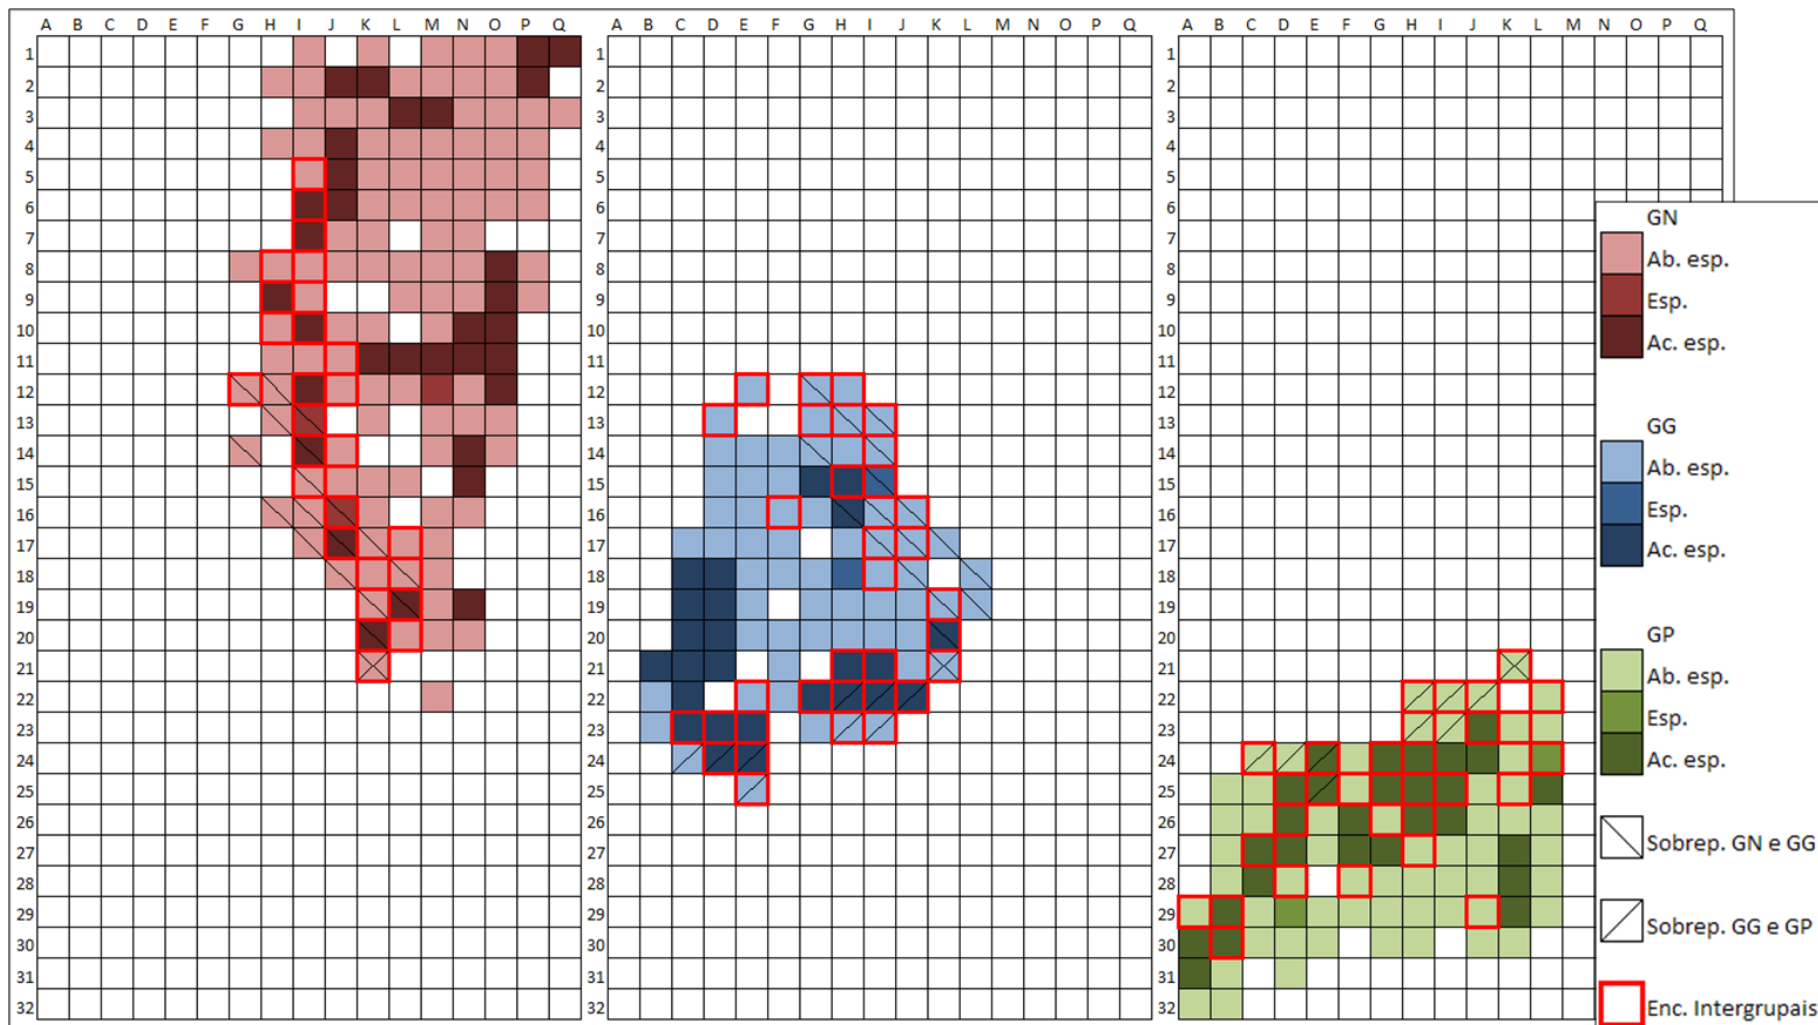 A B C D E F G H I J K L M N O P Q A B C D E F G H I J K L M N O P Q A B C D E F G H I J K L M N O P Q
1 1 1
2 2 2
3 3 3
4 4 4
5 5 5
6 6 6
7 7 7
8 8 8
9 9 9
10 10 10
11 11 11
12 12 12
13 13 13
14 14 14
15 15 15
16 16 16
17 17 17
18 18 18
19 19 19
20 20 20
21 21 21
22 22 22
23 23 23
24 24 24
25 25 25
26 26 26
27 27 27
28 28 28
29 29 29
30 30 30
31 31 31
32 32 32
GN
Ab. esp.
Esp.
Ac. esp.
GG
Ab. esp.
Esp.
Ac. esp.
GP
Ab. esp.
Esp.
Ac. esp.
Sobrep. GN e GG
Sobrep. GG e GP
Enc. Intergrupais